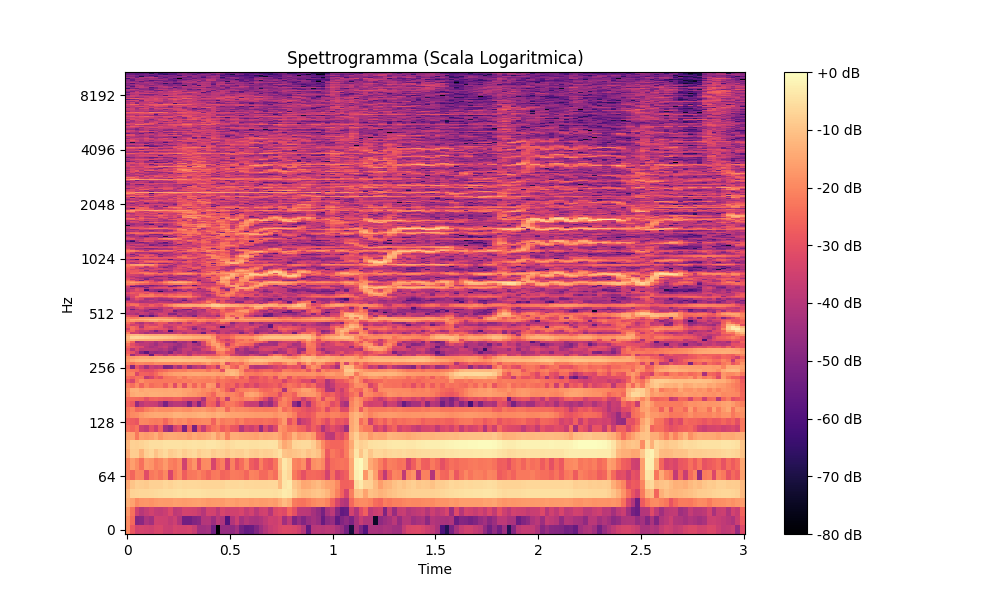 Spettrogramma (Scala Logaritmica)
8192
4096
2048
1024
512
256
128
64
0
Hz
0 0.5 1 1.5 2 2.5 3
Time
+0 dB
-10 dB
-20 dB
-30 dB
-40 dB
-50 dB
-60 dB
-70 dB
-80 dB